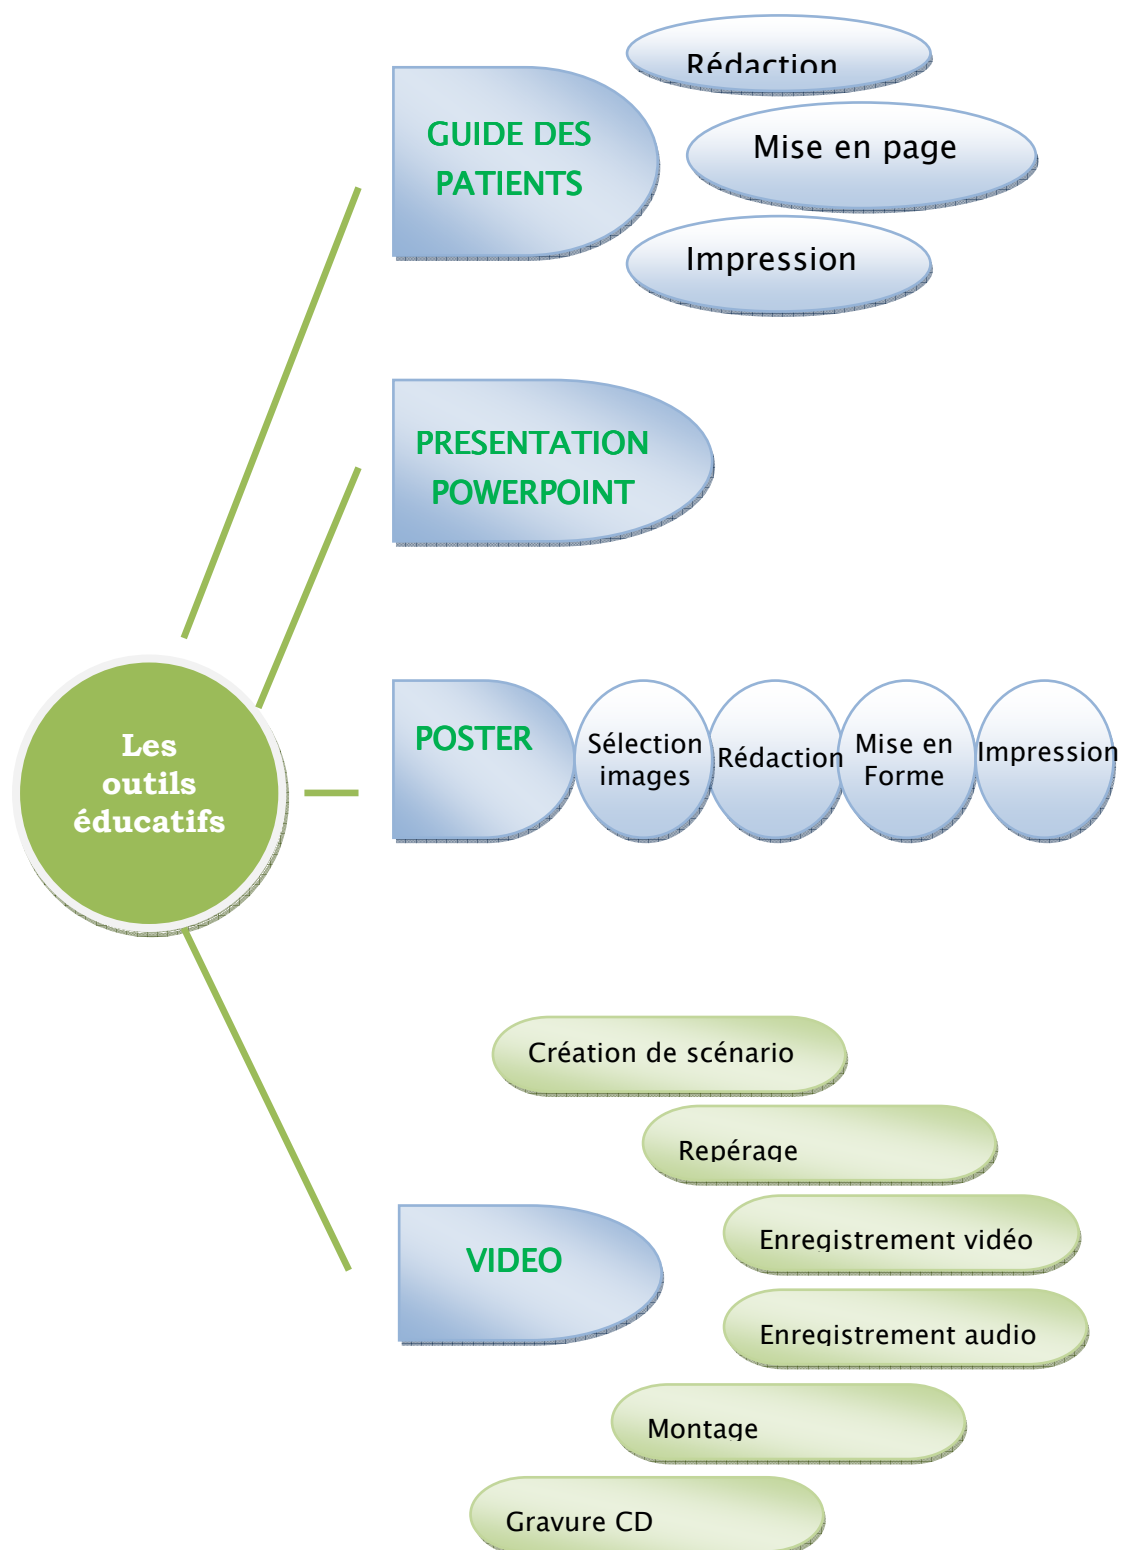 Rédaction
GUIDE DES
PATIENTS
Mise en page
Impression
PRESENTATION
POWERPOINT
Les
outils
éducatifs
POSTER
Sélection
images
Rédaction
Mise en
Forme
Impression
Création de scénario
Repérage
VIDEO
Enregistrement vidéo
Enregistrement audio
Montage
Gravure CD